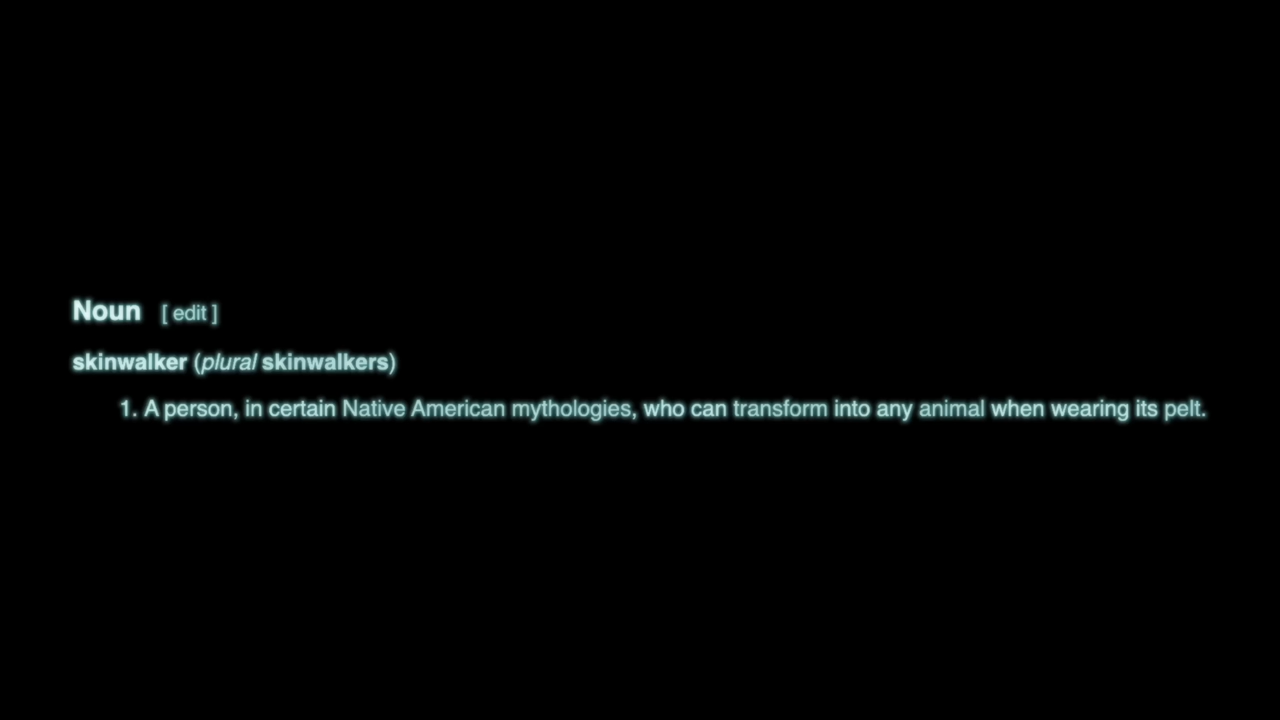 Noun [ edit ]
skinwalker (plural skinwalkers)
1. A person, in certain Native American mythologies, who can transform into any animal when wearing its pelt.